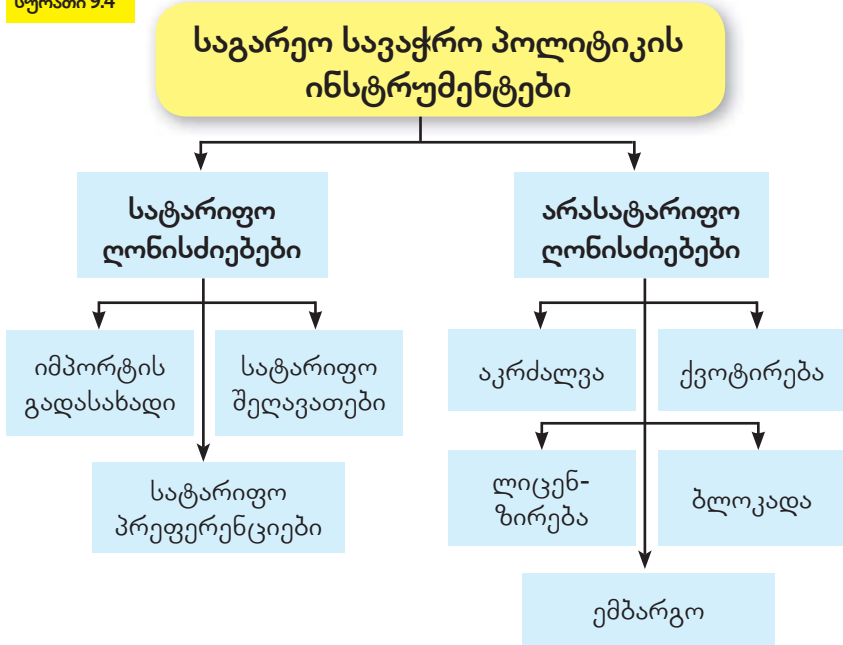 სურათი 9.4
საგარეო სავაჭრო პოლიტიკის
ინსტრუმენტები
სატარიფო
ღონისძიებები
არასატარიფო
ღონისძიებები
იმპორტის
გადასახადი
სატარიფო
შეღავათები
სატარიფო
პრეფერენციები
აკრძალვა
ქვოტირება
ლიცენ-
ზირება
ბლოკადა
ემბარგო